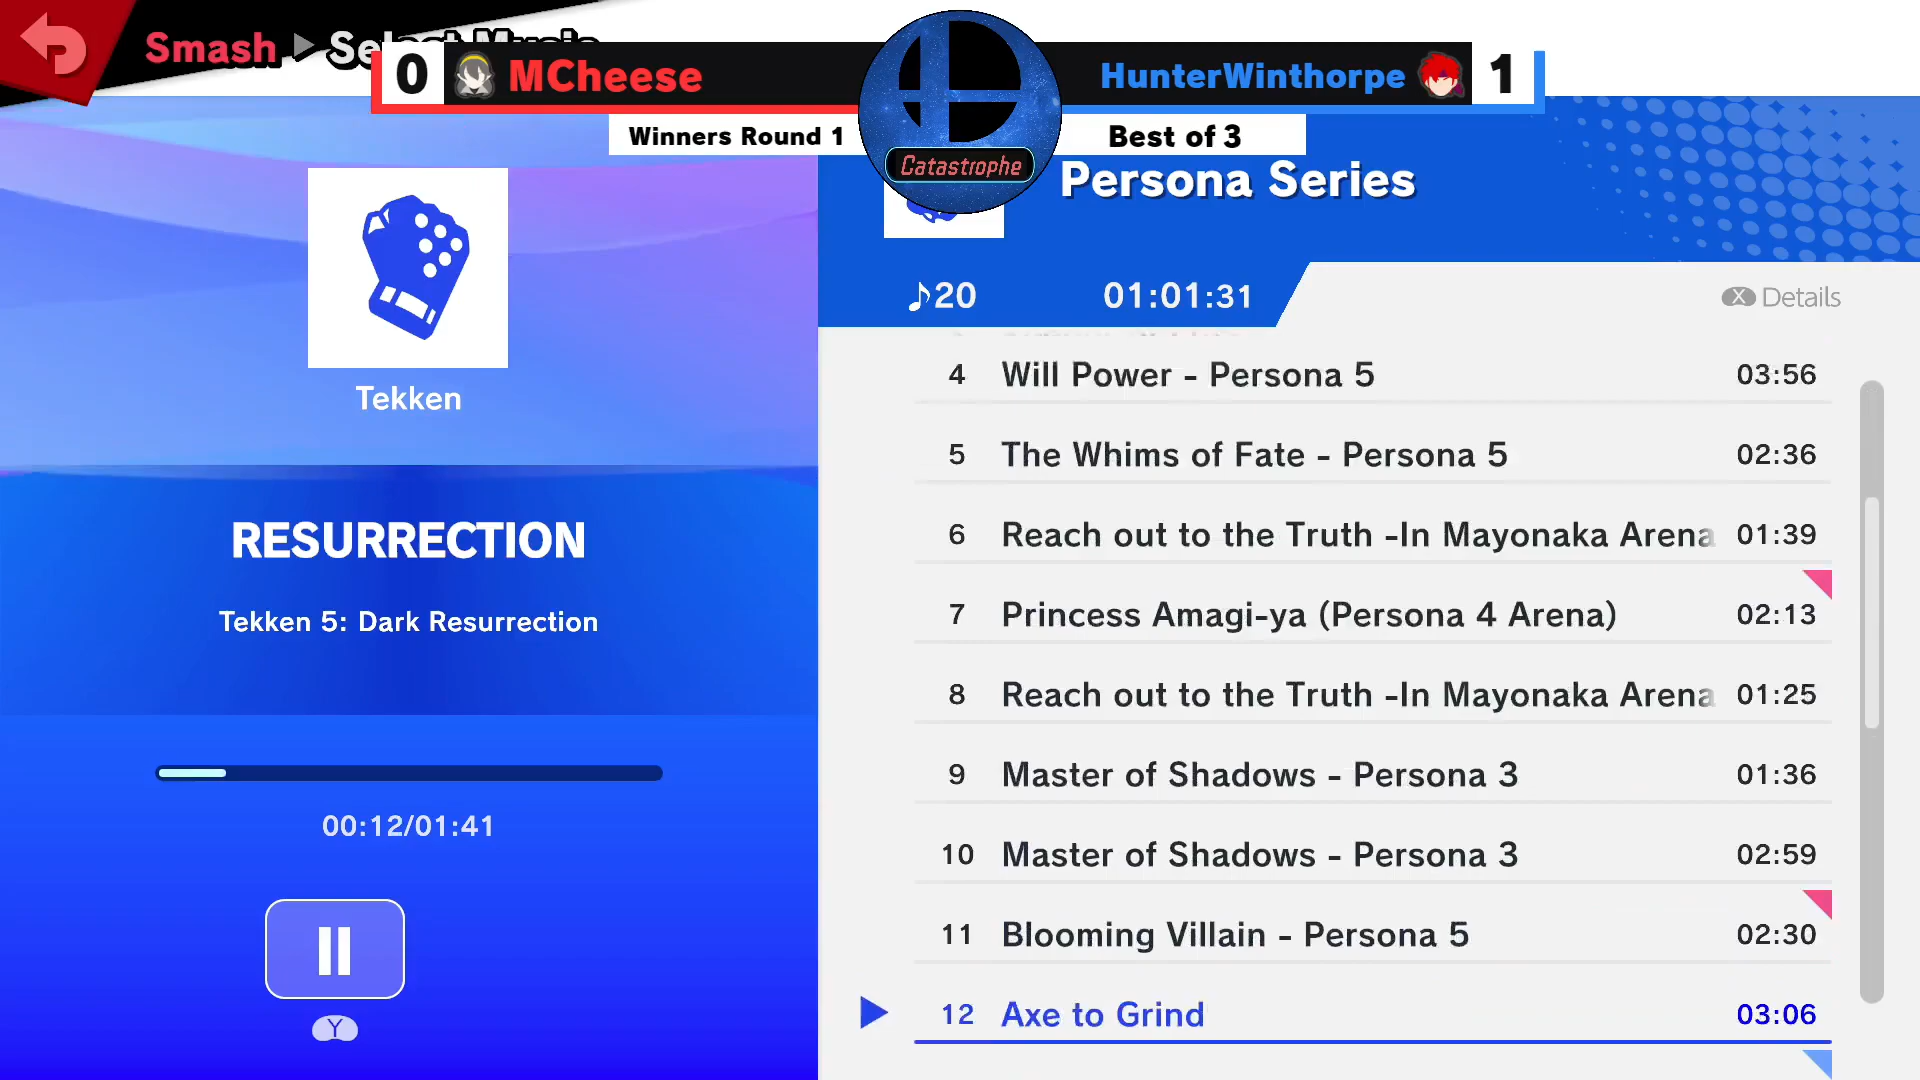 Smash ▶ Select Music
0 MCheese
HunterWinthorpe 1
Winners Round 1
Best of 3
Catastrophe
Persona Series
♪20 01:01:31
X Details
Tekken
RESURRECTION
Tekken 5: Dark Resurrection
00:12/01:41
Y
4 Will Power - Persona 5 03:56
5 The Whims of Fate - Persona 5 02:36
6 Reach out to the Truth -In Mayonaka Arena 01:39
7 Princess Amagi-ya (Persona 4 Arena) 02:13
8 Reach out to the Truth -In Mayonaka Arena 01:25
9 Master of Shadows - Persona 3 01:36
10 Master of Shadows - Persona 3 02:59
11 Blooming Villain - Persona 5 02:30
12 Axe to Grind 03:06